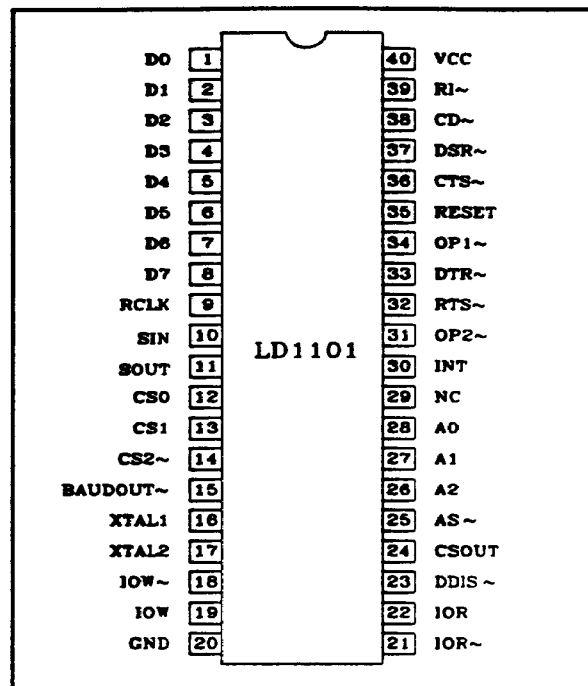 D0 1 40 VCC
D1 2 39 RI~
D2 3 38 CD~
D3 4 37 DSR~
D4 5 36 CTS~
D5 6 35 RESET
D6 7 34 OP1~
D7 8 33 DTR~
RCLK 9 32 RTS~
SIN 10 31 OP2~
LD1101
SOUT 11 30 INT
CS0 12 29 NC
CS1 13 28 A0
CS2~ 14 27 A1
BAUDOUT~ 15 26 A2
XTAL1 16 25 AS~
XTAL2 17 24 CSOUT
IOW~ 18 23 DDIS~
IOW 19 22 IOR
GND 20 21 IOR~